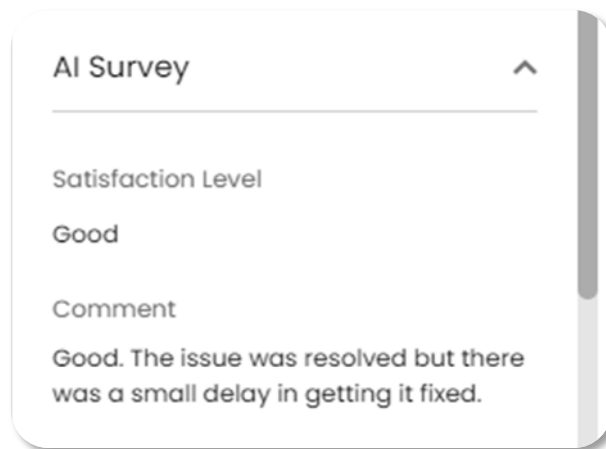 AI Survey
Satisfaction Level
Good
Comment
Good. The issue was resolved but there
was a small delay in getting it fixed.